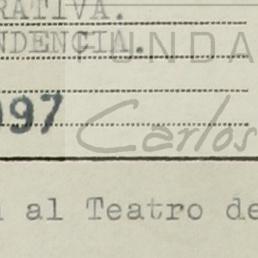 RATIVA.
NDENCIA.
FUNDA
097
Carlos
l al Teatro de